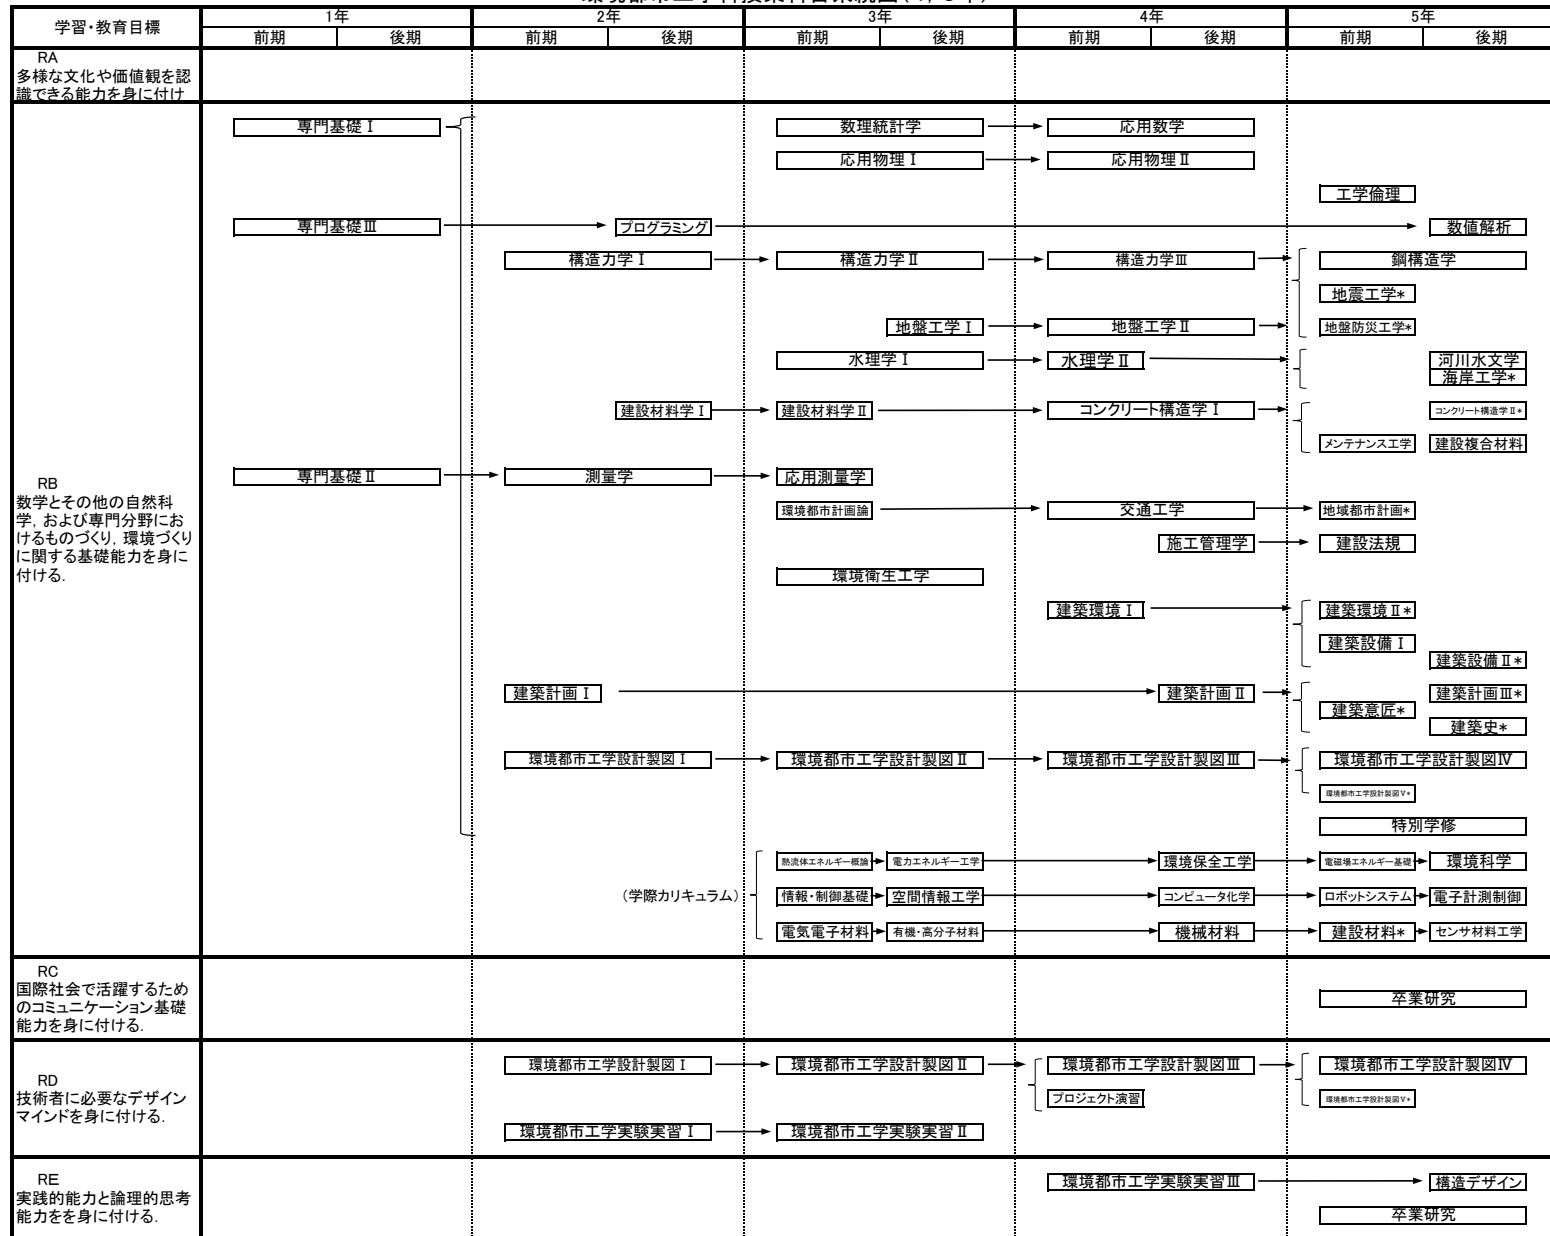 学習・教育目標
1年
2年
3年
4年
5年
前期
後期
前期
後期
前期
後期
前期
後期
前期
後期
RA
多様な文化や価値観を認
識できる能力を身に付け
専門基礎Ⅰ
数理統計学
応用数学
応用物理Ⅰ
応用物理Ⅱ
工学倫理
専門基礎Ⅲ
プログラミング
数値解析
構造力学Ⅰ
構造力学Ⅱ
構造力学Ⅲ
鋼構造学
地震工学*
地盤工学Ⅰ
地盤工学Ⅱ
地盤防災工学*
水理学Ⅰ
水理学Ⅱ
河川水文学
海岸工学*
建設材料学Ⅰ
建設材料学Ⅱ
コンクリート構造学Ⅰ
コンクリート構造学Ⅱ*
メンテナンス工学
建設複合材料
RB
数学とその他の自然科
学，および専門分野にお
けるものづくり，環境づくり
に関する基礎能力を身に
付ける．
専門基礎Ⅱ
測量学
応用測量学
環境都市計画論
交通工学
地域都市計画*
施工管理学
建設法規
環境衛生工学
建築環境Ⅰ
建築環境Ⅱ*
建築設備Ⅰ
建築設備Ⅱ*
建築計画Ⅰ
建築計画Ⅱ
建築計画Ⅲ*
建築意匠*
建築史*
環境都市工学設計製図Ⅰ
環境都市工学設計製図Ⅱ
環境都市工学設計製図Ⅲ
環境都市工学設計製図Ⅳ
環境都市工学設計製図Ⅴ*
特別学修
（学際カリキュラム）
熱流体エネルギー概論
電力エネルギー工学
環境保全工学
電磁場エネルギー基礎
環境科学
情報・制御基礎
空間情報工学
コンピュータ化学
ロボットシステム
電子計測制御
電気電子材料
有機・高分子材料
機械材料
建設材料*
センサ材料工学
RC
国際社会で活躍するため
のコミュニケーション基礎
能力を身に付ける．
卒業研究
RD
技術者に必要なデザイン
マインドを身に付ける．
環境都市工学設計製図Ⅰ
環境都市工学設計製図Ⅱ
環境都市工学設計製図Ⅲ
環境都市工学設計製図Ⅳ
プロジェクト演習
環境都市工学設計製図Ⅴ*
環境都市工学実験実習Ⅰ
環境都市工学実験実習Ⅱ
RE
実践的能力と論理的思考
能力をを身に付ける．
環境都市工学実験実習Ⅲ
構造デザイン
卒業研究